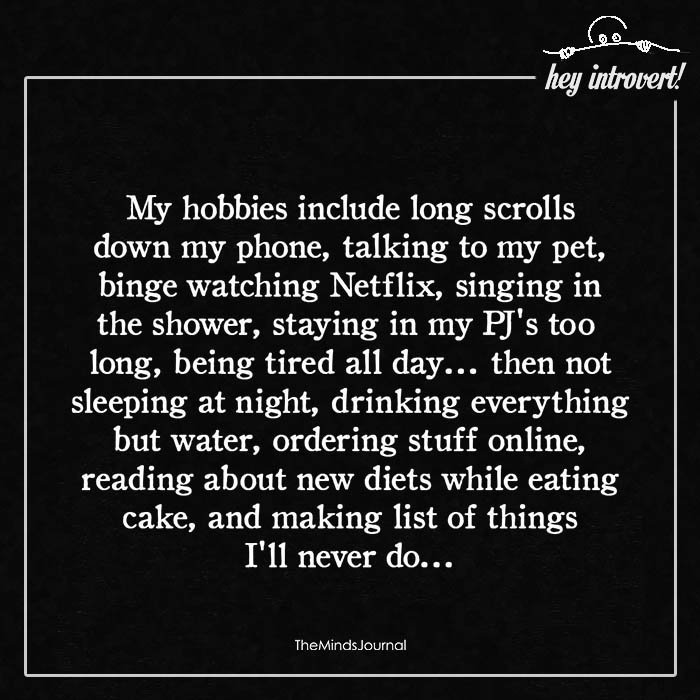 hey introvert!
My hobbies include long scrolls
down my phone, talking to my pet,
binge watching Netflix, singing in
the shower, staying in my PJ's too
long, being tired all day... then not
sleeping at night, drinking everything
but water, ordering stuff online,
reading about new diets while eating
cake, and making list of things
I'll never do...
TheMindsJournal